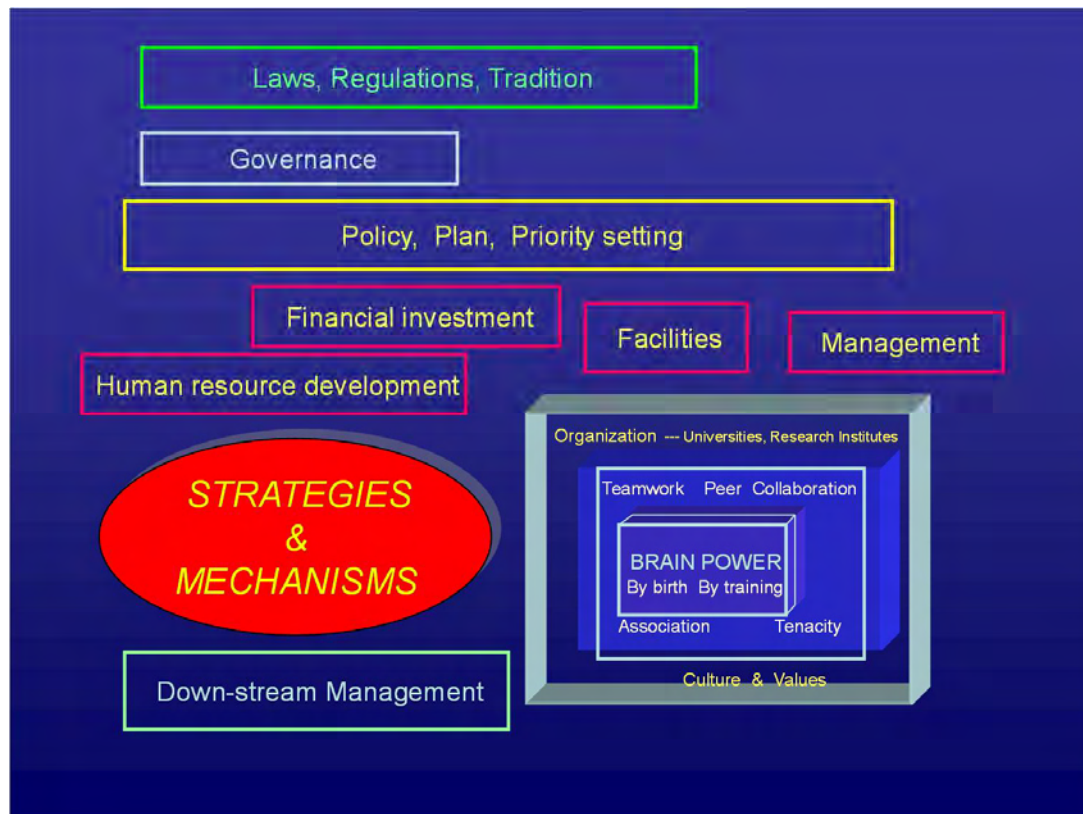 Laws, Regulations, Tradition
Governance
Policy, Plan, Priority setting
Financial investment
Facilities
Management
Human resource development
Organization --- Universities, Research Institutes
Teamwork Peer Collaboration
BRAIN POWER
By birth By training
Association Tenacity
Culture & Values
STRATEGIES
&
MECHANISMS
Down-stream Management